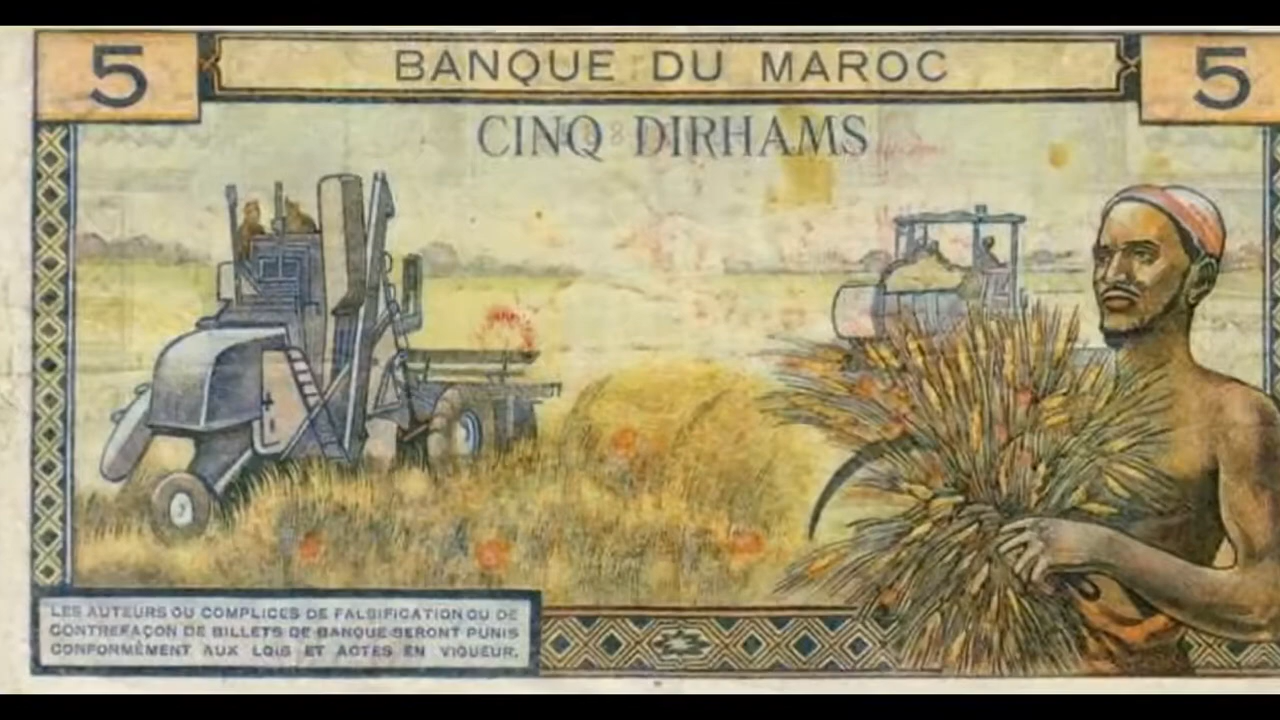 5 BANQUE DU MAROC 5
CINQ DIRHAMS
LES AUTEURS OU COMPLICES DE FALSIFICATION OU DE
CONTREFAÇON DE BILLETS DE BANQUE SERONT PUNIS
CONFORMÉMENT AUX LOIS ET ACTES EN VIGUEUR.